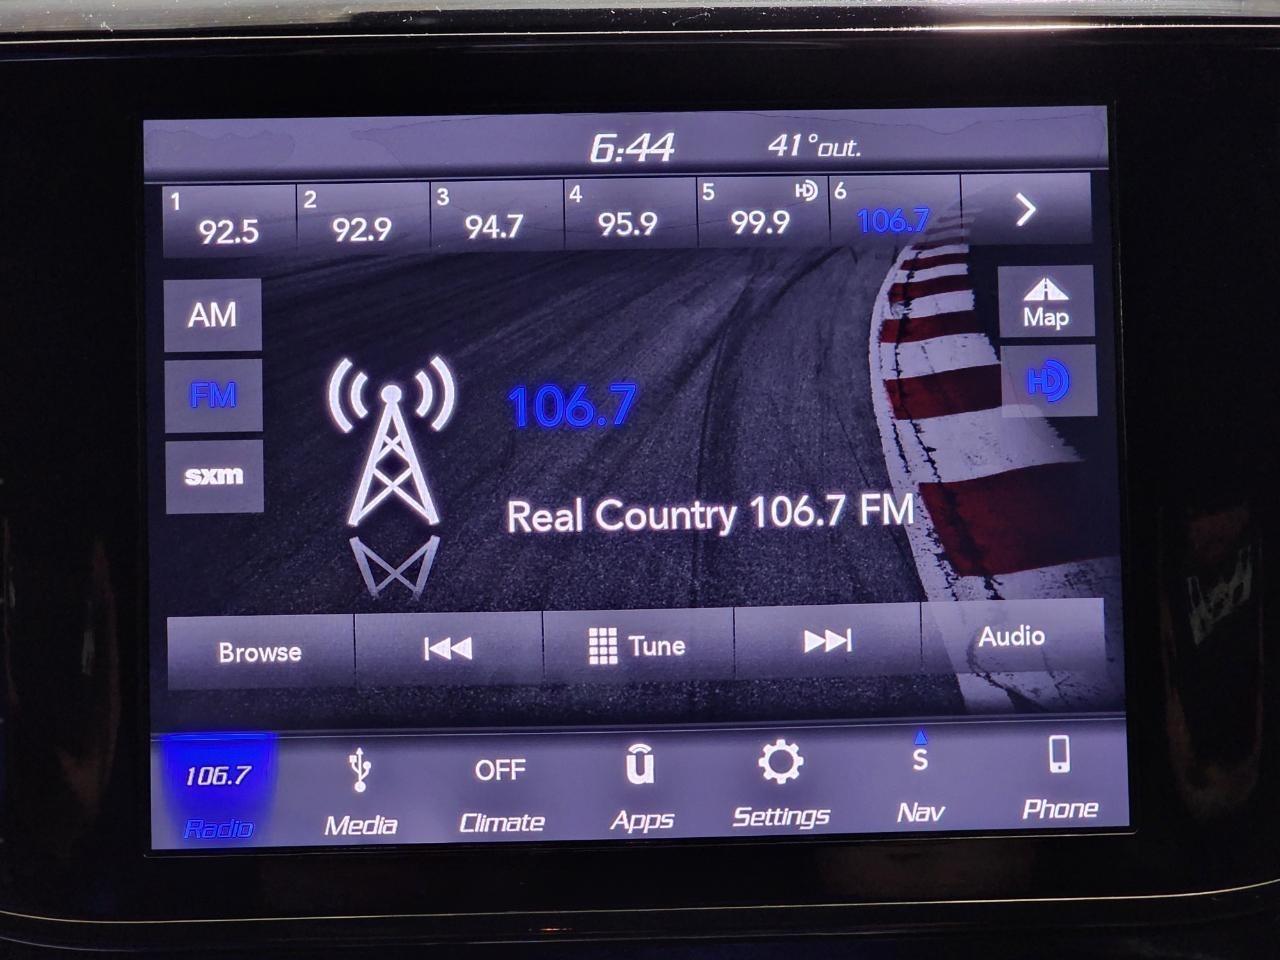 6:44 41°out.
1 92.5 2 92.9 3 94.7 4 95.9 5 HD 99.9 6 106.7
AM
Map
FM
HD
106.7
sxm
Real Country 106.7 FM
Browse Tune Audio
106.7 OFF u S
Radio Media Climate Apps Settings Nav Phone